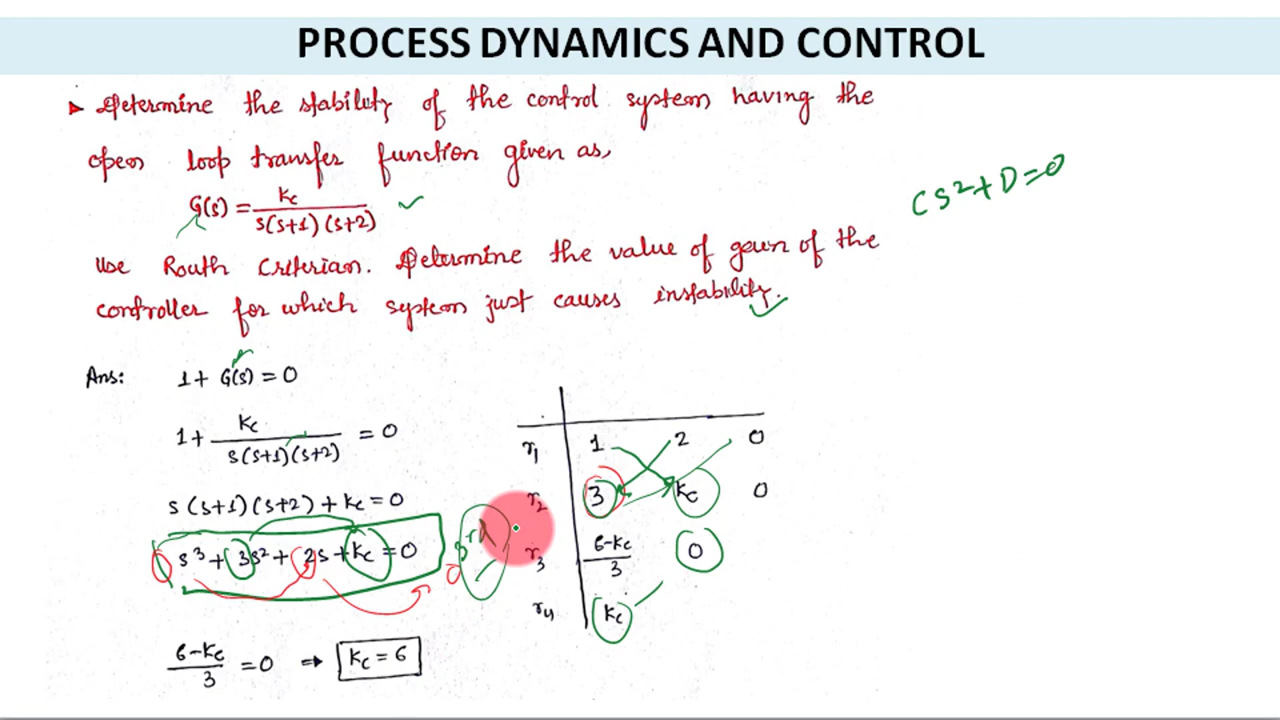 PROCESS DYNAMICS AND CONTROL
Determine the stability of the control system having the
open loop transfer function given as,
G(s) = Kc / s(s+1)(s+2)
CS²+D=0
Use Routh Criterian. Determine the value of gain of the
controller for which system just causes instability.
Ans: 1+ G(s) = 0
1+ Kc / s(s+1)(s+2) = 0
s(s+1)(s+2) + Kc = 0
s³ + 3s² + 2s + Kc = 0
0
3rd
(6-Kc)/3 = 0 ⇒ Kc = 6
r1 1 2 0
r2 3 Kc 0
r3 (6-Kc)/3 0
r4 Kc